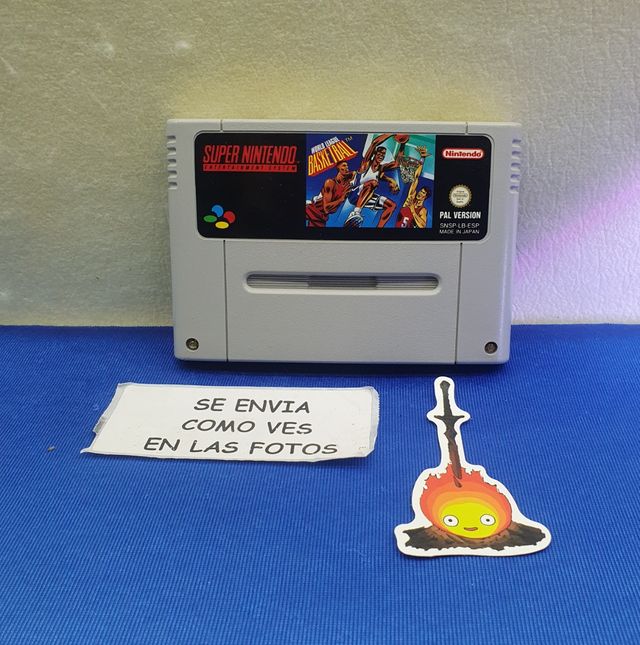 SUPER NINTENDO
ENTERTAINMENT SYSTEM
WORLD LEAGUE
BASKETBALL™
Nintendo
PAL VERSION
SNSP-LB-ESP
MADE IN JAPAN
SE ENVIA
COMO VES
EN LAS FOTOS